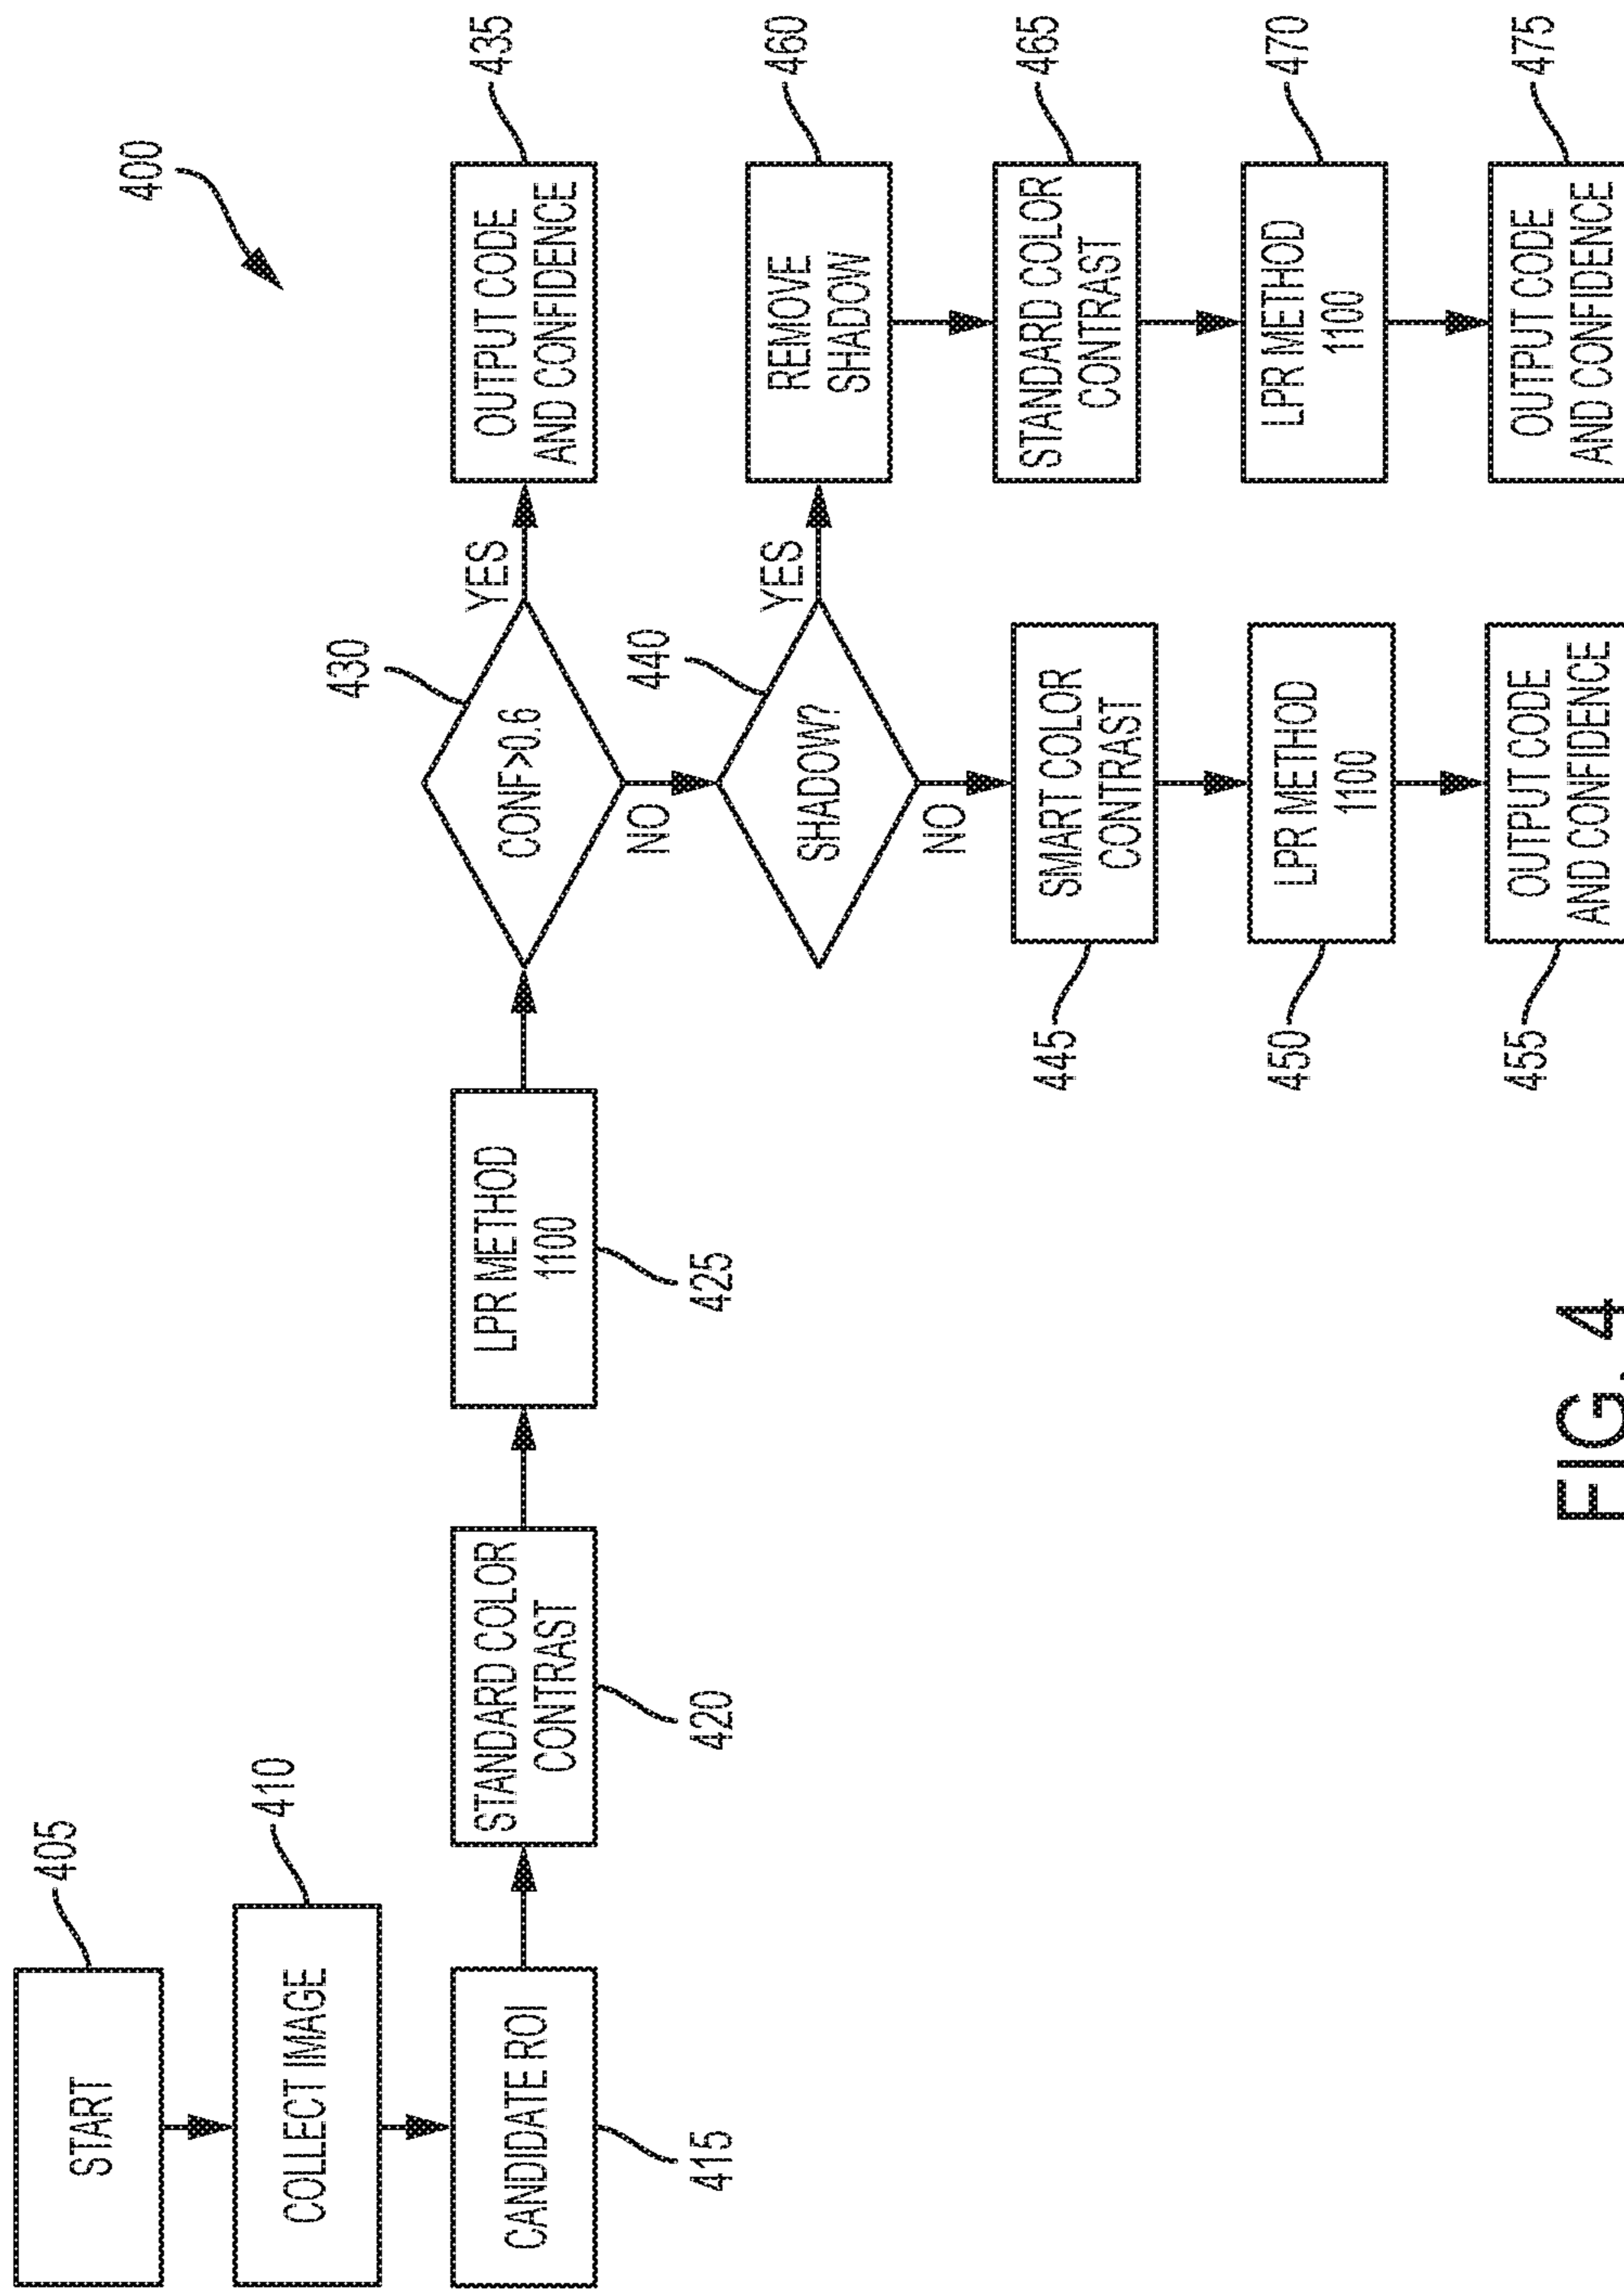 400
START
405
COLLECT IMAGE
410
CANDIDATE ROI
415
STANDARD COLOR
CONTRAST
420
LPR METHOD
1100
425
CONF>0.6
430
YES
OUTPUT CODE
AND CONFIDENCE
435
NO
SHADOW?
440
YES
REMOVE
SHADOW
460
NO
SMART COLOR
CONTRAST
445
STANDARD COLOR
CONTRAST
465
LPR METHOD
1100
450
LPR METHOD
1100
470
OUTPUT CODE
AND CONFIDENCE
455
OUTPUT CODE
AND CONFIDENCE
475
FIG. 4